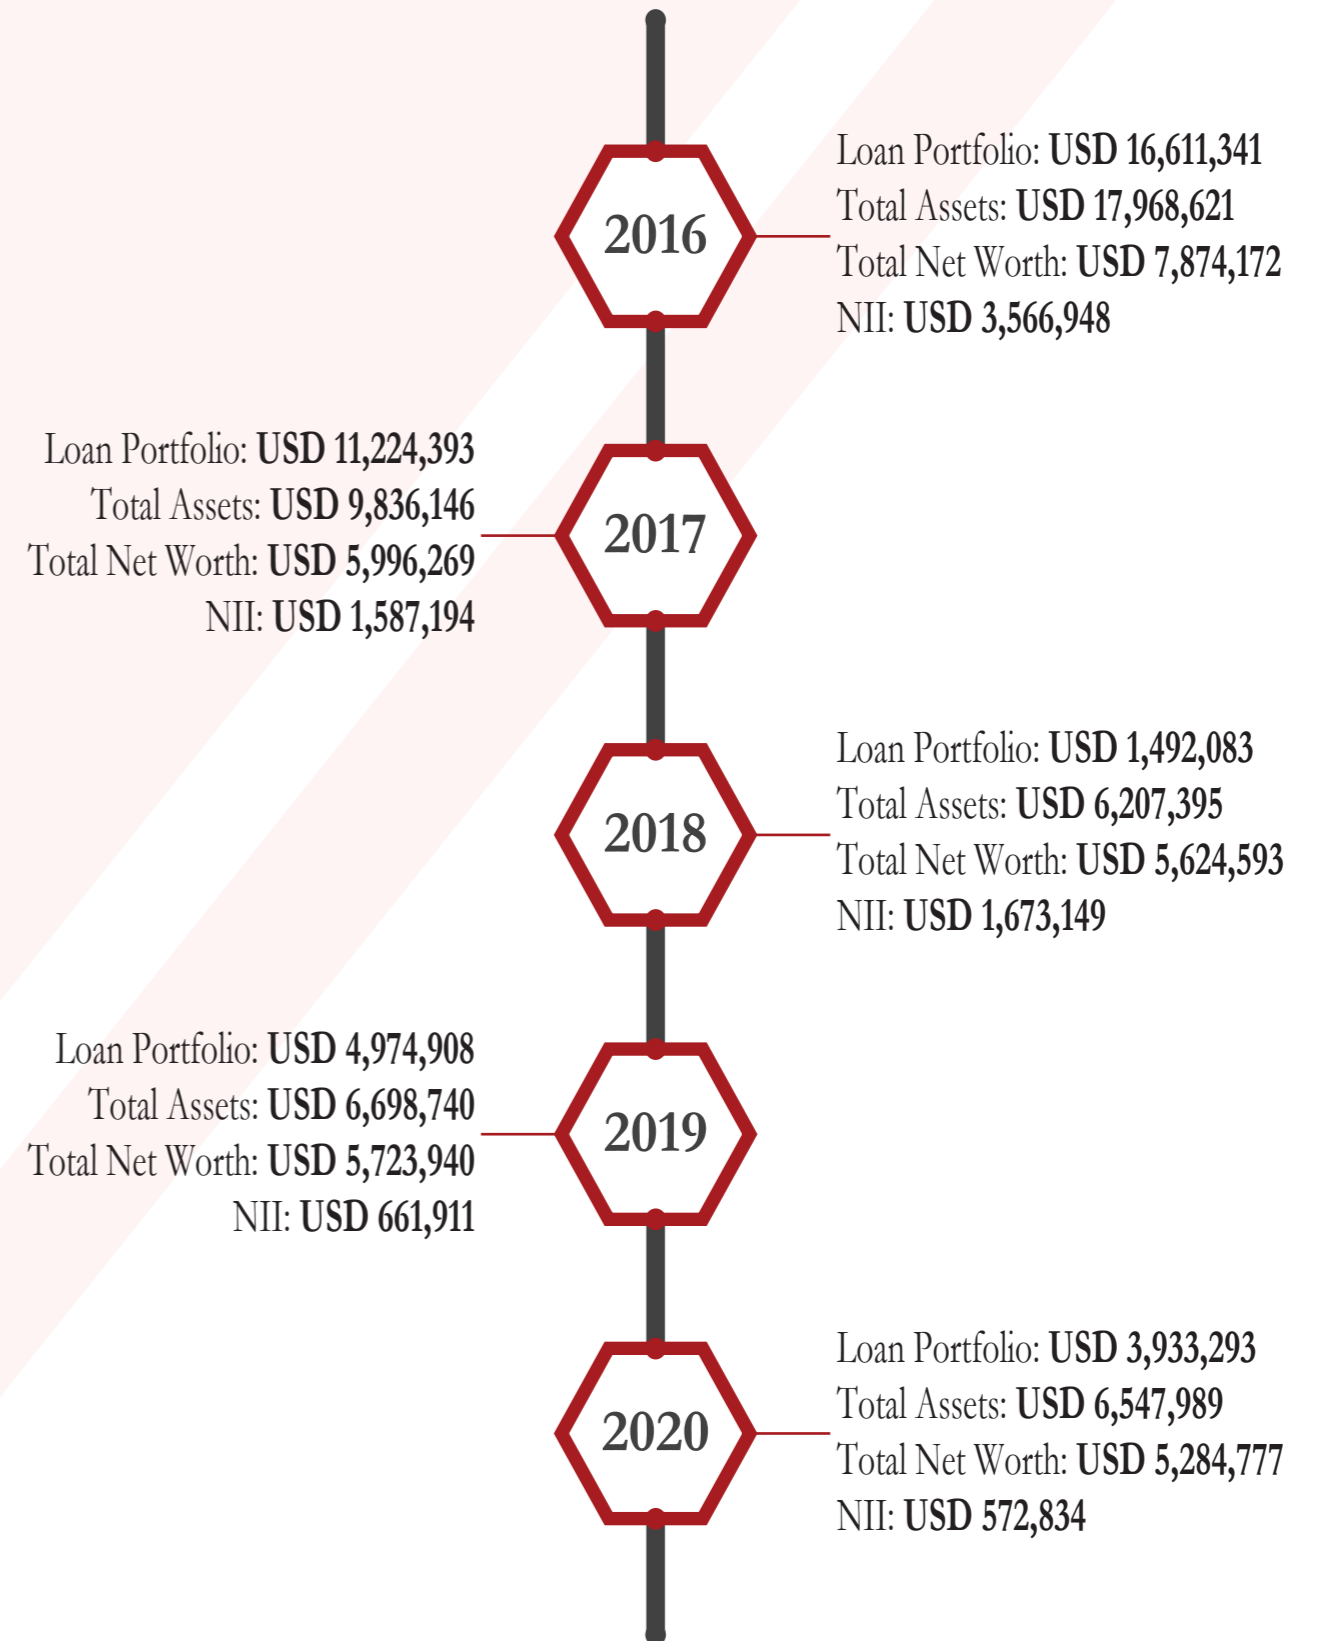 2016
Loan Portfolio: USD 16,611,341
Total Assets: USD 17,968,621
Total Net Worth: USD 7,874,172
NII: USD 3,566,948
2017
Loan Portfolio: USD 11,224,393
Total Assets: USD 9,836,146
Total Net Worth: USD 5,996,269
NII: USD 1,587,194
2018
Loan Portfolio: USD 1,492,083
Total Assets: USD 6,207,395
Total Net Worth: USD 5,624,593
NII: USD 1,673,149
2019
Loan Portfolio: USD 4,974,908
Total Assets: USD 6,698,740
Total Net Worth: USD 5,723,940
NII: USD 661,911
2020
Loan Portfolio: USD 3,933,293
Total Assets: USD 6,547,989
Total Net Worth: USD 5,284,777
NII: USD 572,834